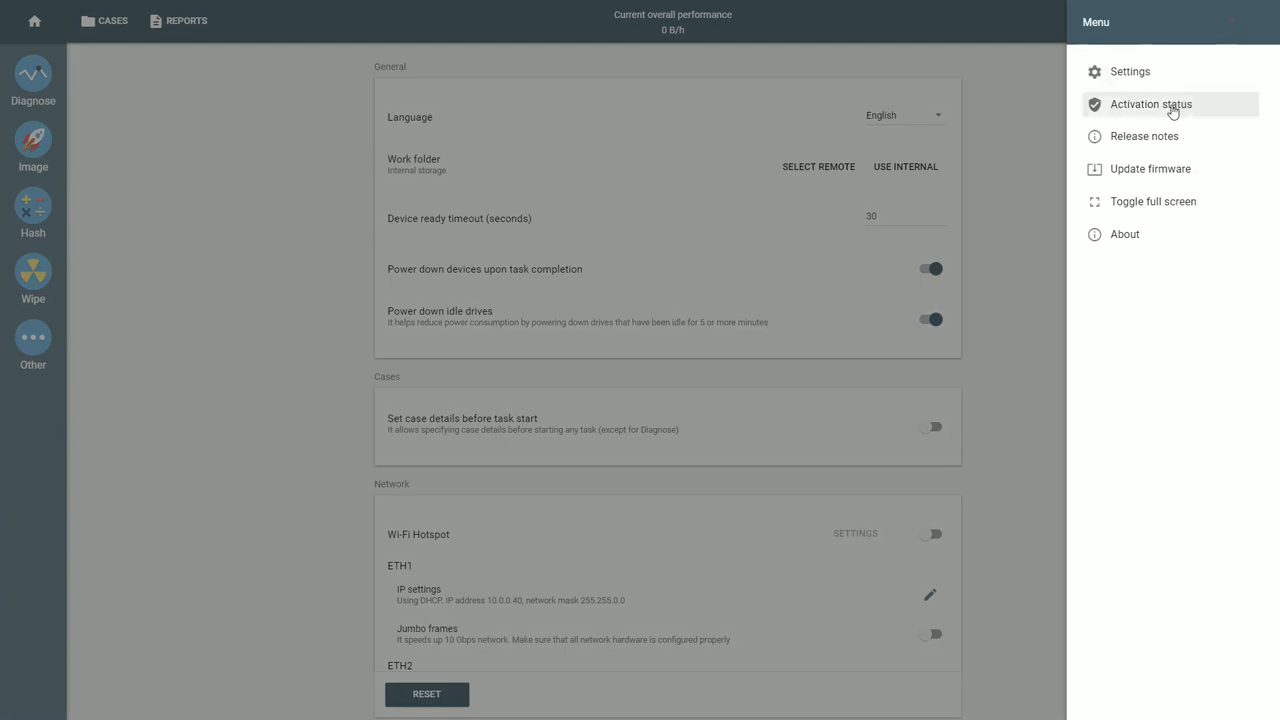 CASES
REPORTS
Current overall performance
0 B/h
Menu
Diagnose
Image
Hash
Wipe
Other
General
Language
English
Work folder
Internal storage
SELECT REMOTE
USE INTERNAL
Device ready timeout (seconds)
30
Power down devices upon task completion
Power down idle drives
It helps reduce power consumption by powering down drives that have been idle for 5 or more minutes
Cases
Set case details before task start
It allows specifying case details before starting any task (except for Diagnose)
Network
Wi-Fi Hotspot
SETTINGS
ETH1
IP settings
Using DHCP. IP address 10.0.0.40, network mask 255.255.0.0
Jumbo frames
It speeds up 10 Gbps network. Make sure that all network hardware is configured properly
ETH2
RESET
Settings
Activation status
Release notes
Update firmware
Toggle full screen
About